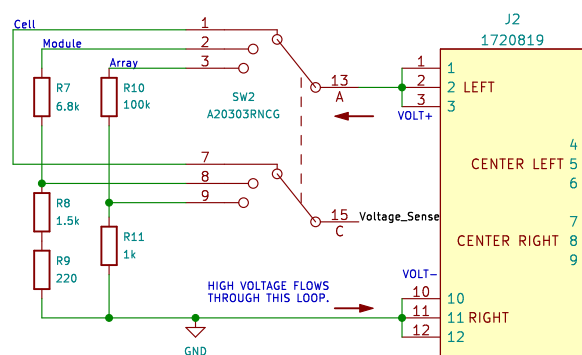 J2
1720819
Cell
1
Module
2
Array
3
R7
6.8k
R10
100k
SW2
A20303RNCG
13
A
1
1
2
2
LEFT
3
3
VOLT+
4
CENTER LEFT
5
6
7
8
9
R8
1.5k
15
C
Voltage_Sense
7
CENTER RIGHT
8
9
R11
1k
R9
220
VOLT-
HIGH VOLTAGE FLOWS
THROUGH THIS LOOP.
10
10
11
11
RIGHT
12
12
GND